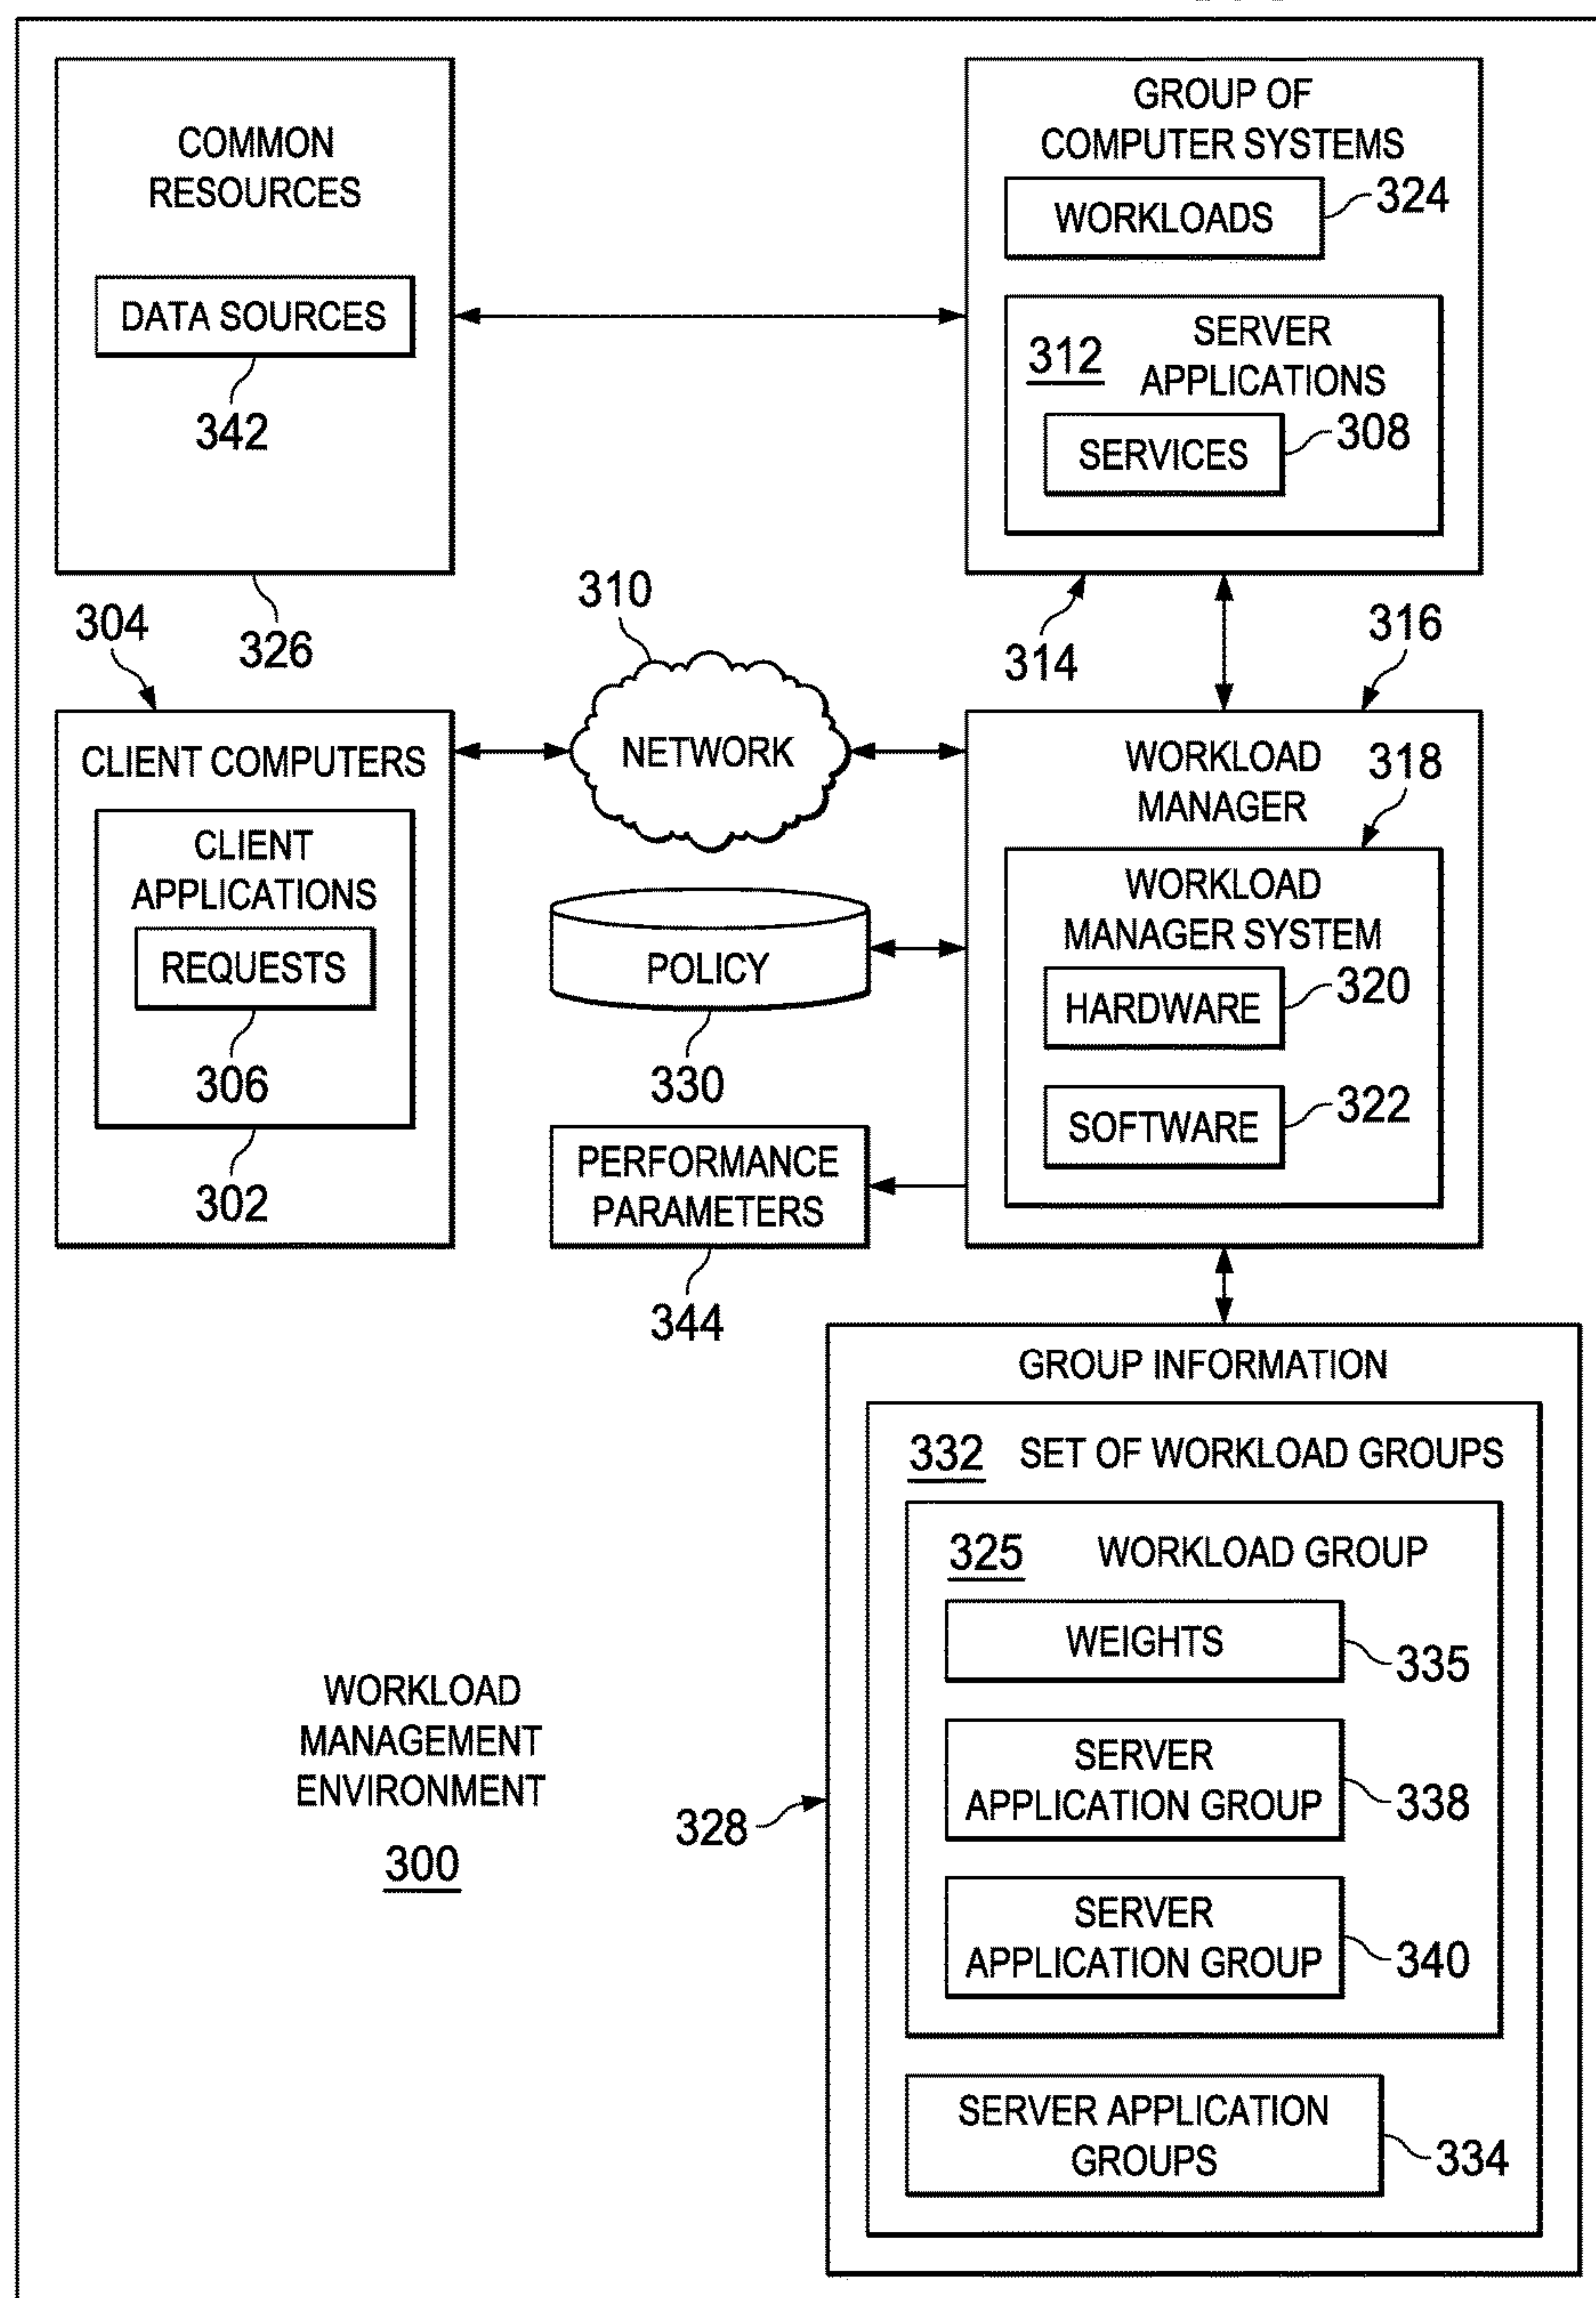 COMMON
RESOURCES
DATA SOURCES
342
326
GROUP OF
COMPUTER SYSTEMS
WORKLOADS
324
312
SERVER
APPLICATIONS
SERVICES
308
314
304
CLIENT COMPUTERS
CLIENT
APPLICATIONS
REQUESTS
306
302
310
NETWORK
POLICY
330
PERFORMANCE
PARAMETERS
344
316
WORKLOAD
MANAGER
318
WORKLOAD
MANAGER SYSTEM
HARDWARE
320
SOFTWARE
322
GROUP INFORMATION
332 SET OF WORKLOAD GROUPS
325 WORKLOAD GROUP
WEIGHTS
335
SERVER
APPLICATION GROUP
338
SERVER
APPLICATION GROUP
340
SERVER APPLICATION
GROUPS
334
328
WORKLOAD
MANAGEMENT
ENVIRONMENT
300